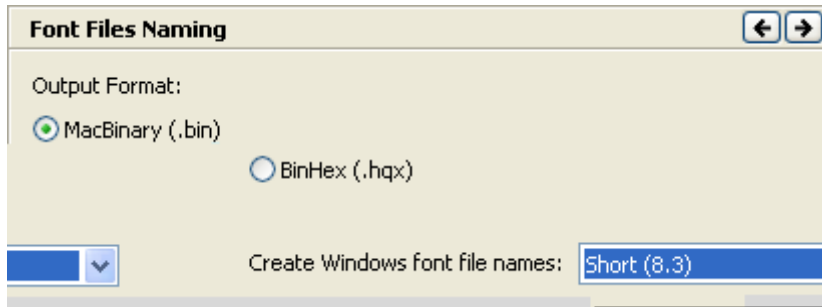 Font Files Naming
Output Format:
MacBinary (.bin)
BinHex (.hqx)
Create Windows font file names: Short (8.3)